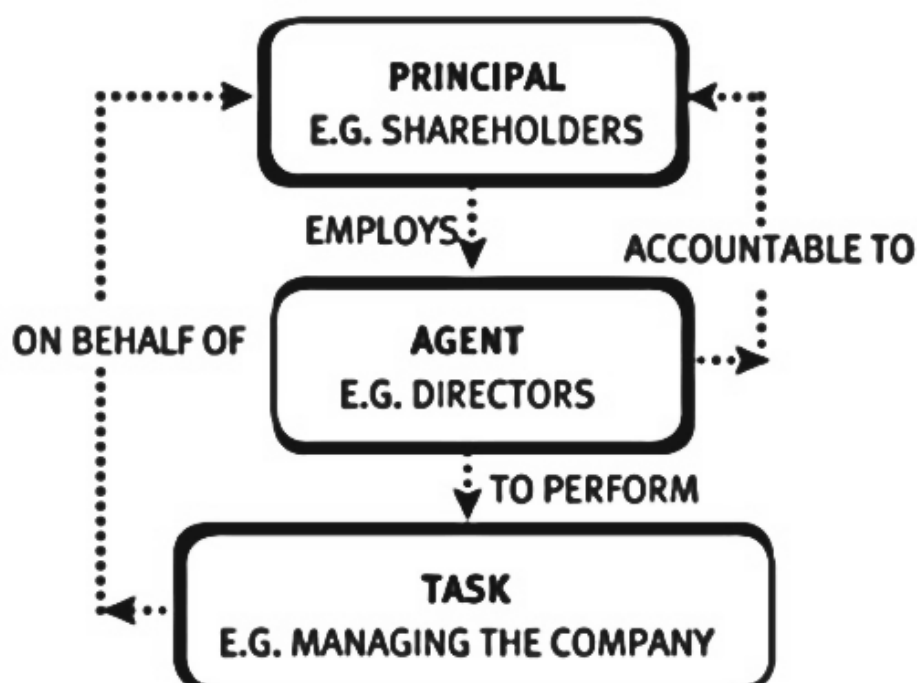 PRINCIPAL
E.G. SHAREHOLDERS
EMPLOYS
ACCOUNTABLE TO
ON BEHALF OF
AGENT
E.G. DIRECTORS
TO PERFORM
TASK
E.G. MANAGING THE COMPANY